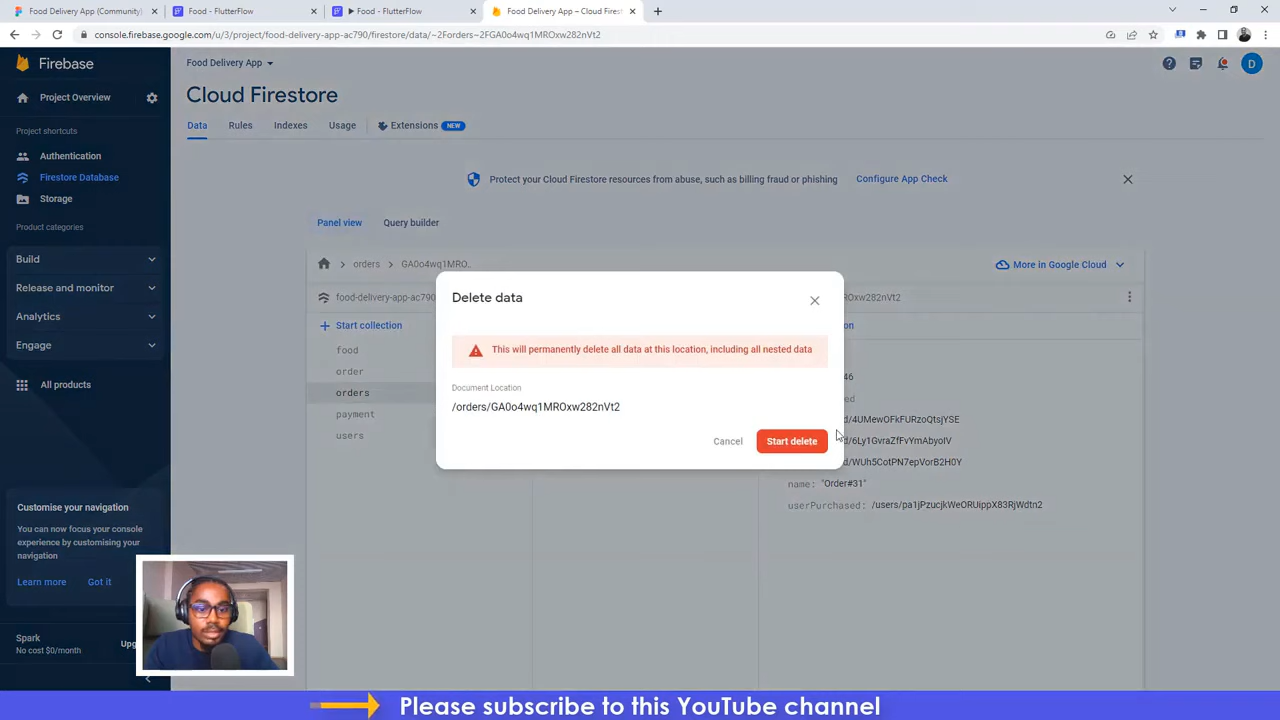 Food Delivery App (Community)
Food - FlutterFlow
Food - FlutterFlow
Food Delivery App – Cloud Fires
console.firebase.google.com/u/3/project/food-delivery-app-ac790/firestore/data/~2Forders~2FGA0o4wq1MROxw282nVt2
Firebase
Project Overview
Project shortcuts
Authentication
Firestore Database
Storage
Product categories
Build
Release and monitor
Analytics
Engage
All products
Customise your navigation
You can now focus your console
experience by customising your
navigation
Learn more
Got it
Spark
No cost $0/month
Upg
Food Delivery App
D
Cloud Firestore
Data
Rules
Indexes
Usage
Extensions
NEW
Protect your Cloud Firestore resources from abuse, such as billing fraud or phishing
Configure App Check
Panel view
Query builder
orders
GA0o4wq1MRO..
More in Google Cloud
food-delivery-app-ac790
ROxw282nVt2
Start collection
on
food
order
orders
payment
users
46
ed
d/4UMewOFkFURzoQtsjYSE
d/6Ly1GvraZfFvYmAbyoIV
d/WUh5CotPN7epVorB2H0Y
name: "Order#31"
userPurchased: /users/pa1jPzucjkWeORUippX83RjWdtn2
Delete data
This will permanently delete all data at this location, including all nested data
Document Location
/orders/GA0o4wq1MROxw282nVt2
Cancel
Start delete
Please subscribe to this YouTube channel